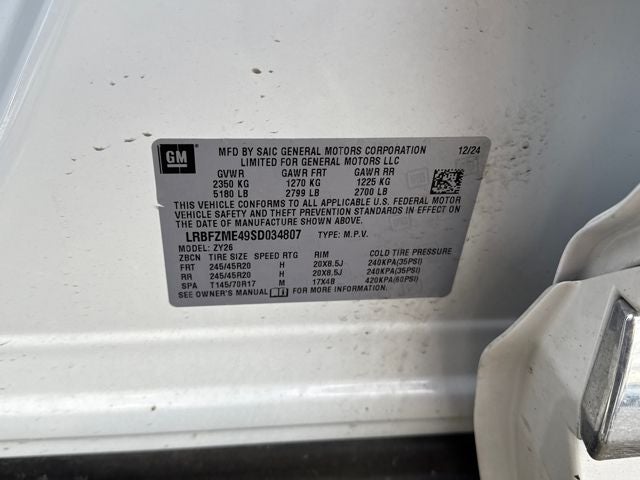 GM
MFD BY SAIC GENERAL MOTORS CORPORATION 12/24
LIMITED FOR GENERAL MOTORS LLC
GVWR GAWR FRT GAWR RR
2350 KG 1270 KG 1225 KG
5180 LB 2799 LB 2700 LB
THIS VEHICLE CONFORMS TO ALL APPLICABLE U.S. FEDERAL MOTOR
VEHICLE SAFETY AND THEFT PREVENTION STANDARDS IN EFFECT ON
THE DATE OF MANUFACTURE SHOWN ABOVE.
LRBFZME49SD034807 TYPE: M.P.V.
MODEL: ZY26
ZBCN TIRE SIZE SPEED RTG RIM COLD TIRE PRESSURE
FRT 245/45R20 H 20X8.5J 240KPA(35PSI)
RR 245/45R20 H 20X8.5J 240KPA(35PSI)
SPA T145/70R17 M 17X4B 420KPA(60PSI)
SEE OWNER'S MANUAL FOR MORE INFORMATION.